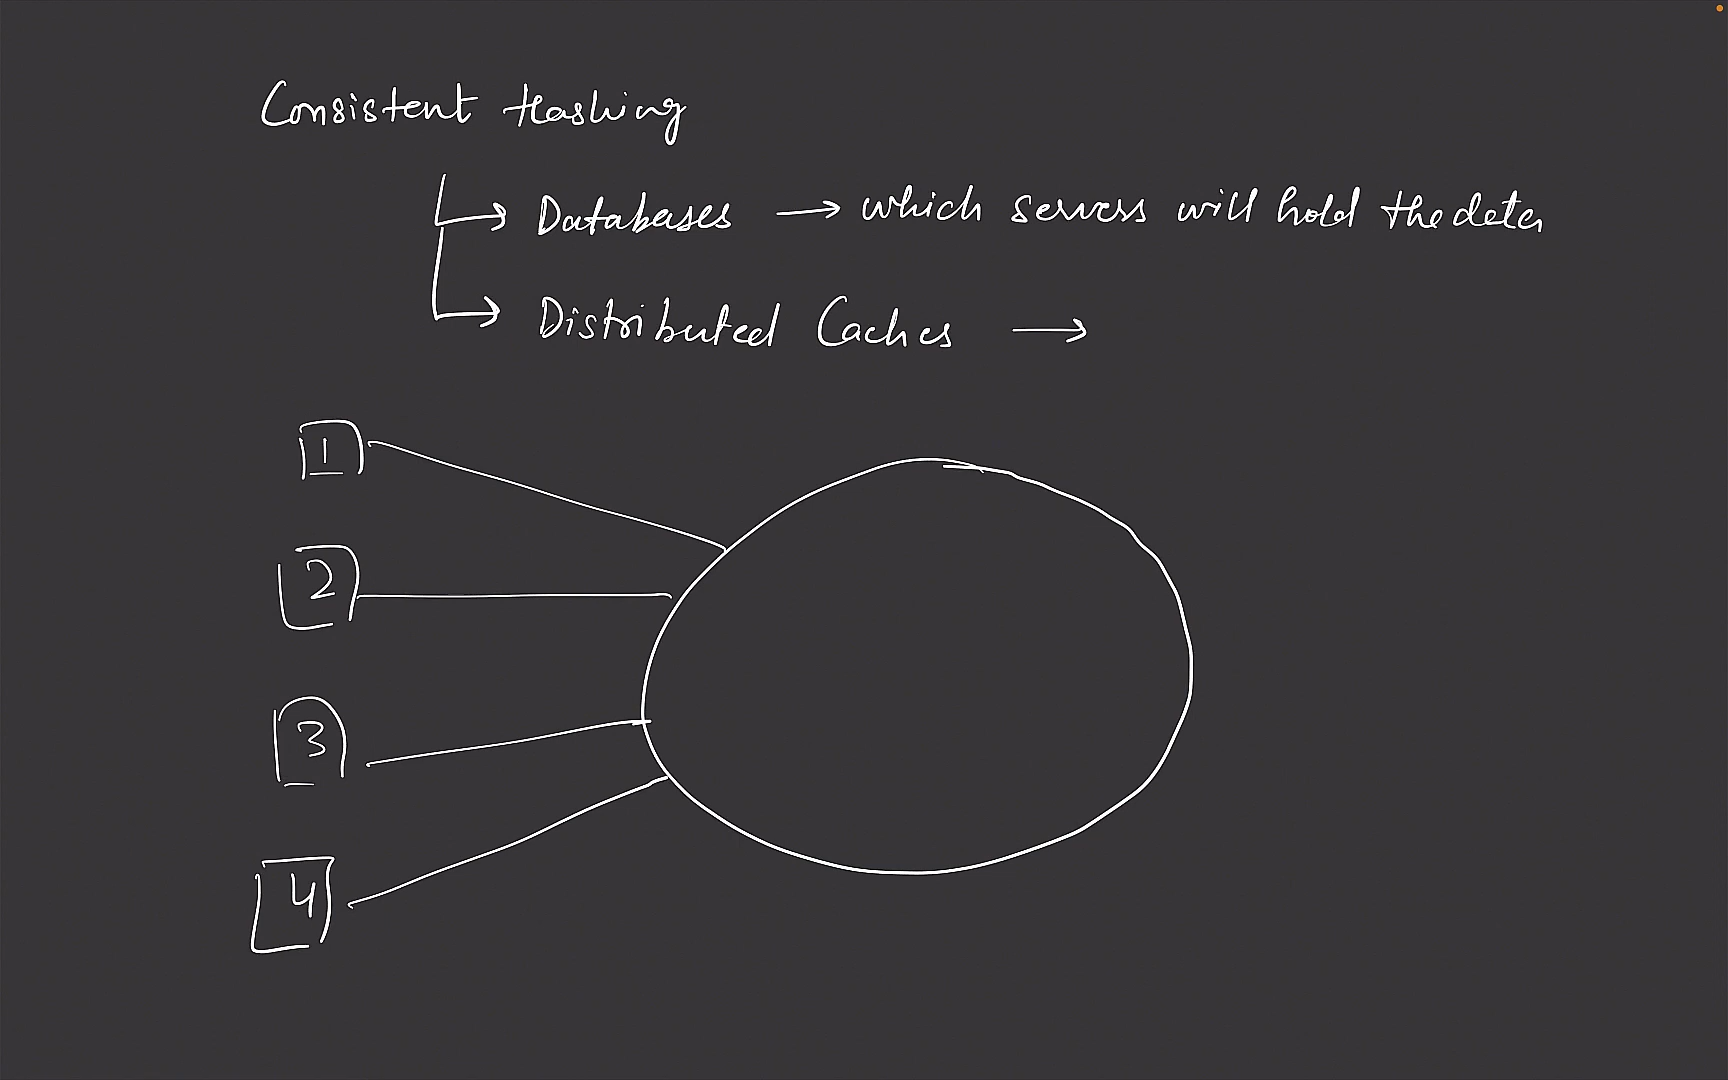 Consistent Hashing
→ Databases → which servers will hold the data
→ Distributed Caches →
1
2
3
4